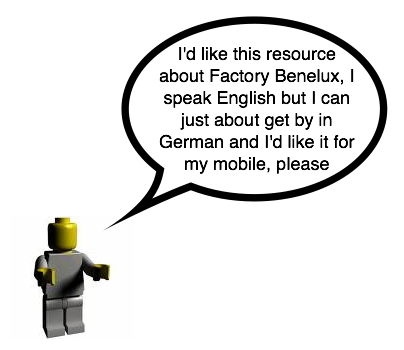 I'd like this resource
about Factory Benelux, I
speak English but I can
just about get by in
German and I'd like it for
my mobile, please